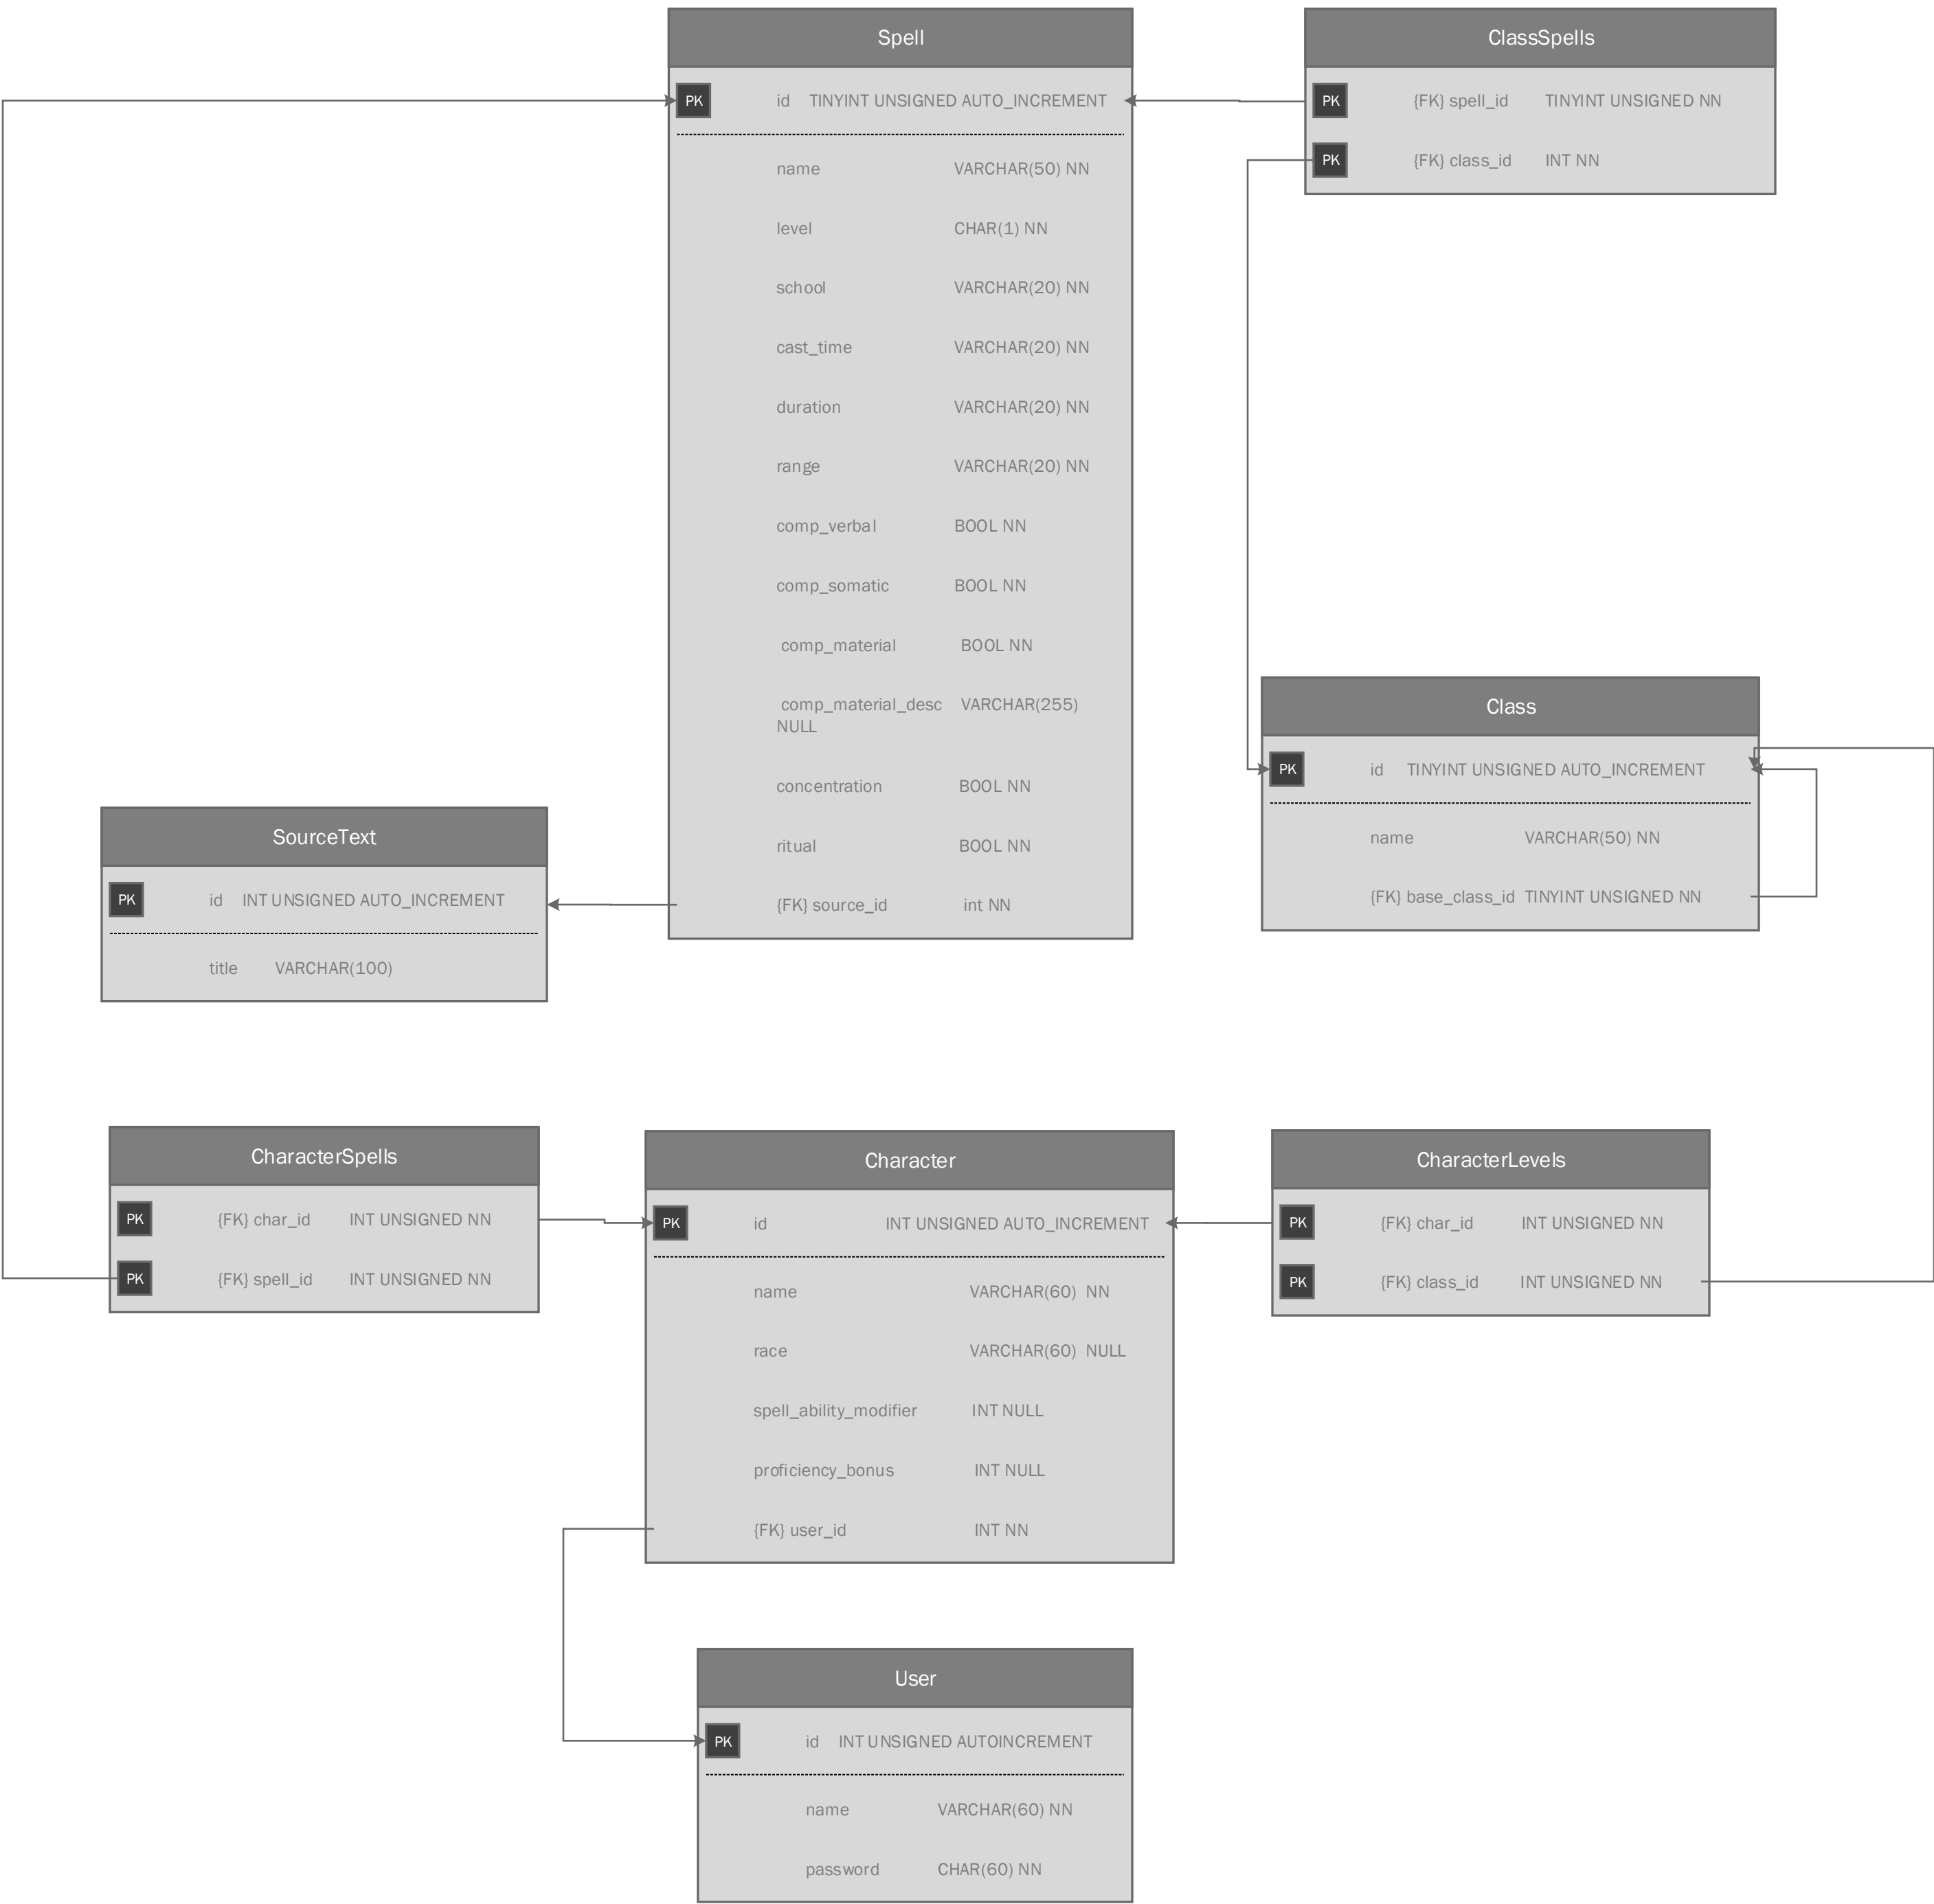 Spell
PK id TINYINT UNSIGNED AUTO_INCREMENT
name VARCHAR(50) NN
level CHAR(1) NN
school VARCHAR(20) NN
cast_time VARCHAR(20) NN
duration VARCHAR(20) NN
range VARCHAR(20) NN
comp_verbal BOOL NN
comp_somatic BOOL NN
comp_material BOOL NN
comp_material_desc VARCHAR(255)
NULL
concentration BOOL NN
ritual BOOL NN
{FK} source_id int NN
ClassSpells
PK {FK} spell_id TINYINT UNSIGNED NN
PK {FK} class_id INT NN
Class
PK id TINYINT UNSIGNED AUTO_INCREMENT
name VARCHAR(50) NN
{FK} base_class_id TINYINT UNSIGNED NN
SourceText
PK id INT UNSIGNED AUTO_INCREMENT
title VARCHAR(100)
CharacterSpells
PK {FK} char_id INT UNSIGNED NN
PK {FK} spell_id INT UNSIGNED NN
Character
PK id INT UNSIGNED AUTO_INCREMENT
name VARCHAR(60) NN
race VARCHAR(60) NULL
spell_ability_modifier INT NULL
proficiency_bonus INT NULL
{FK} user_id INT NN
CharacterLevels
PK {FK} char_id INT UNSIGNED NN
PK {FK} class_id INT UNSIGNED NN
User
PK id INT UNSIGNED AUTOINCREMENT
name VARCHAR(60) NN
password CHAR(60) NN